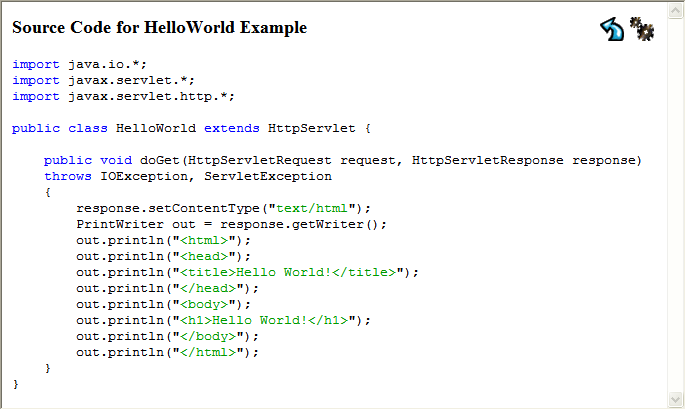 Source Code for HelloWorld Example
import java.io.*;
import javax.servlet.*;
import javax.servlet.http.*;
public class HelloWorld extends HttpServlet {
public void doGet(HttpServletRequest request, HttpServletResponse response)
throws IOException, ServletException
{
response.setContentType("text/html");
PrintWriter out = response.getWriter();
out.println("<html>");
out.println("<head>");
out.println("<title>Hello World!</title>");
out.println("</head>");
out.println("<body>");
out.println("<h1>Hello World!</h1>");
out.println("</body>");
out.println("</html>");
}
}